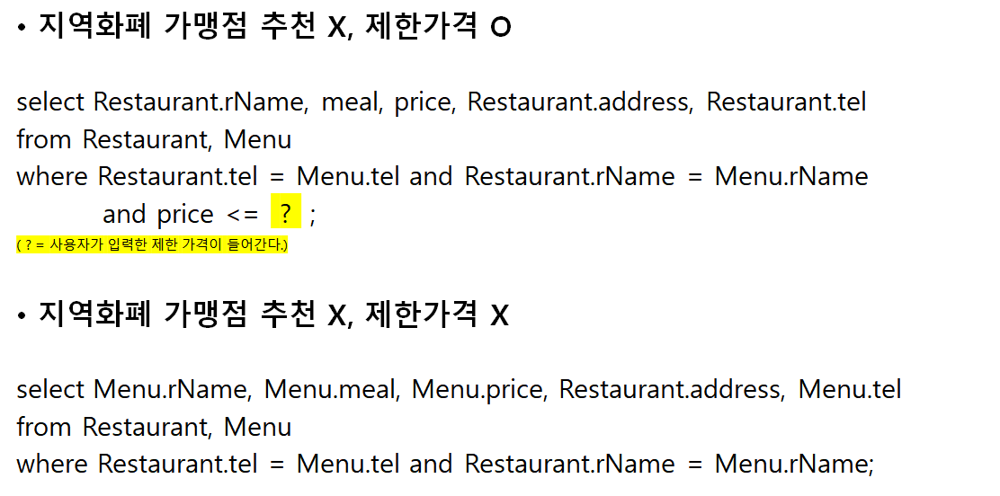 • 지역화폐 가맹점 추천 X, 제한가격 O
select Restaurant.rName, meal, price, Restaurant.address, Restaurant.tel
from Restaurant, Menu
where Restaurant.tel = Menu.tel and Restaurant.rName = Menu.rName
and price <= ? ;
( ? = 사용자가 입력한 제한 가격이 들어간다.)
• 지역화폐 가맹점 추천 X, 제한가격 X
select Menu.rName, Menu.meal, Menu.price, Restaurant.address, Menu.tel
from Restaurant, Menu
where Restaurant.tel = Menu.tel and Restaurant.rName = Menu.rName;